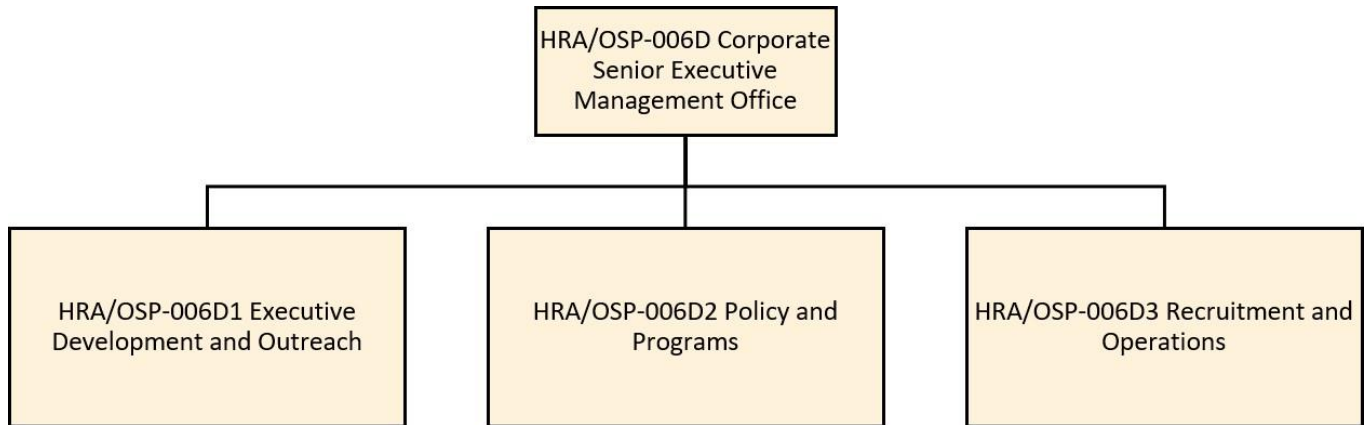 HRA/OSP-006D Corporate
Senior Executive
Management Office
HRA/OSP-006D1 Executive
Development and Outreach
HRA/OSP-006D2 Policy and
Programs
HRA/OSP-006D3 Recruitment and
Operations